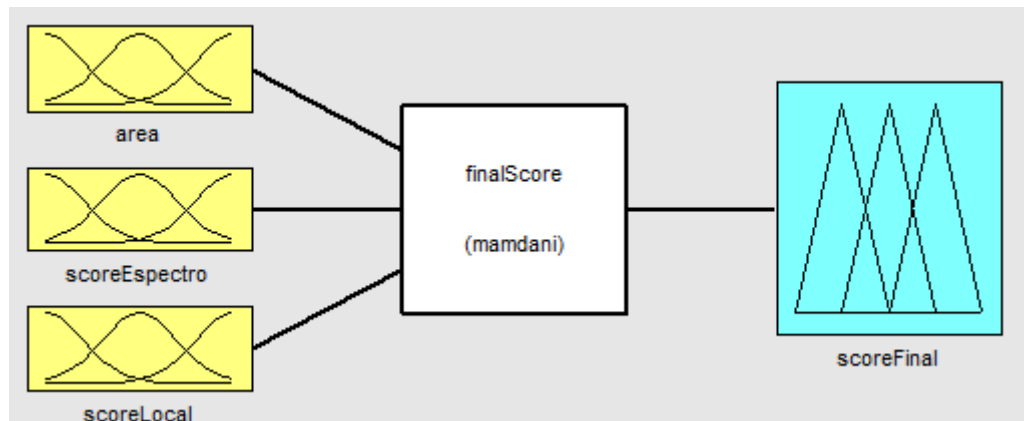 area
scoreEspectro
scoreLocal
finalScore
(mamdani)
scoreFinal